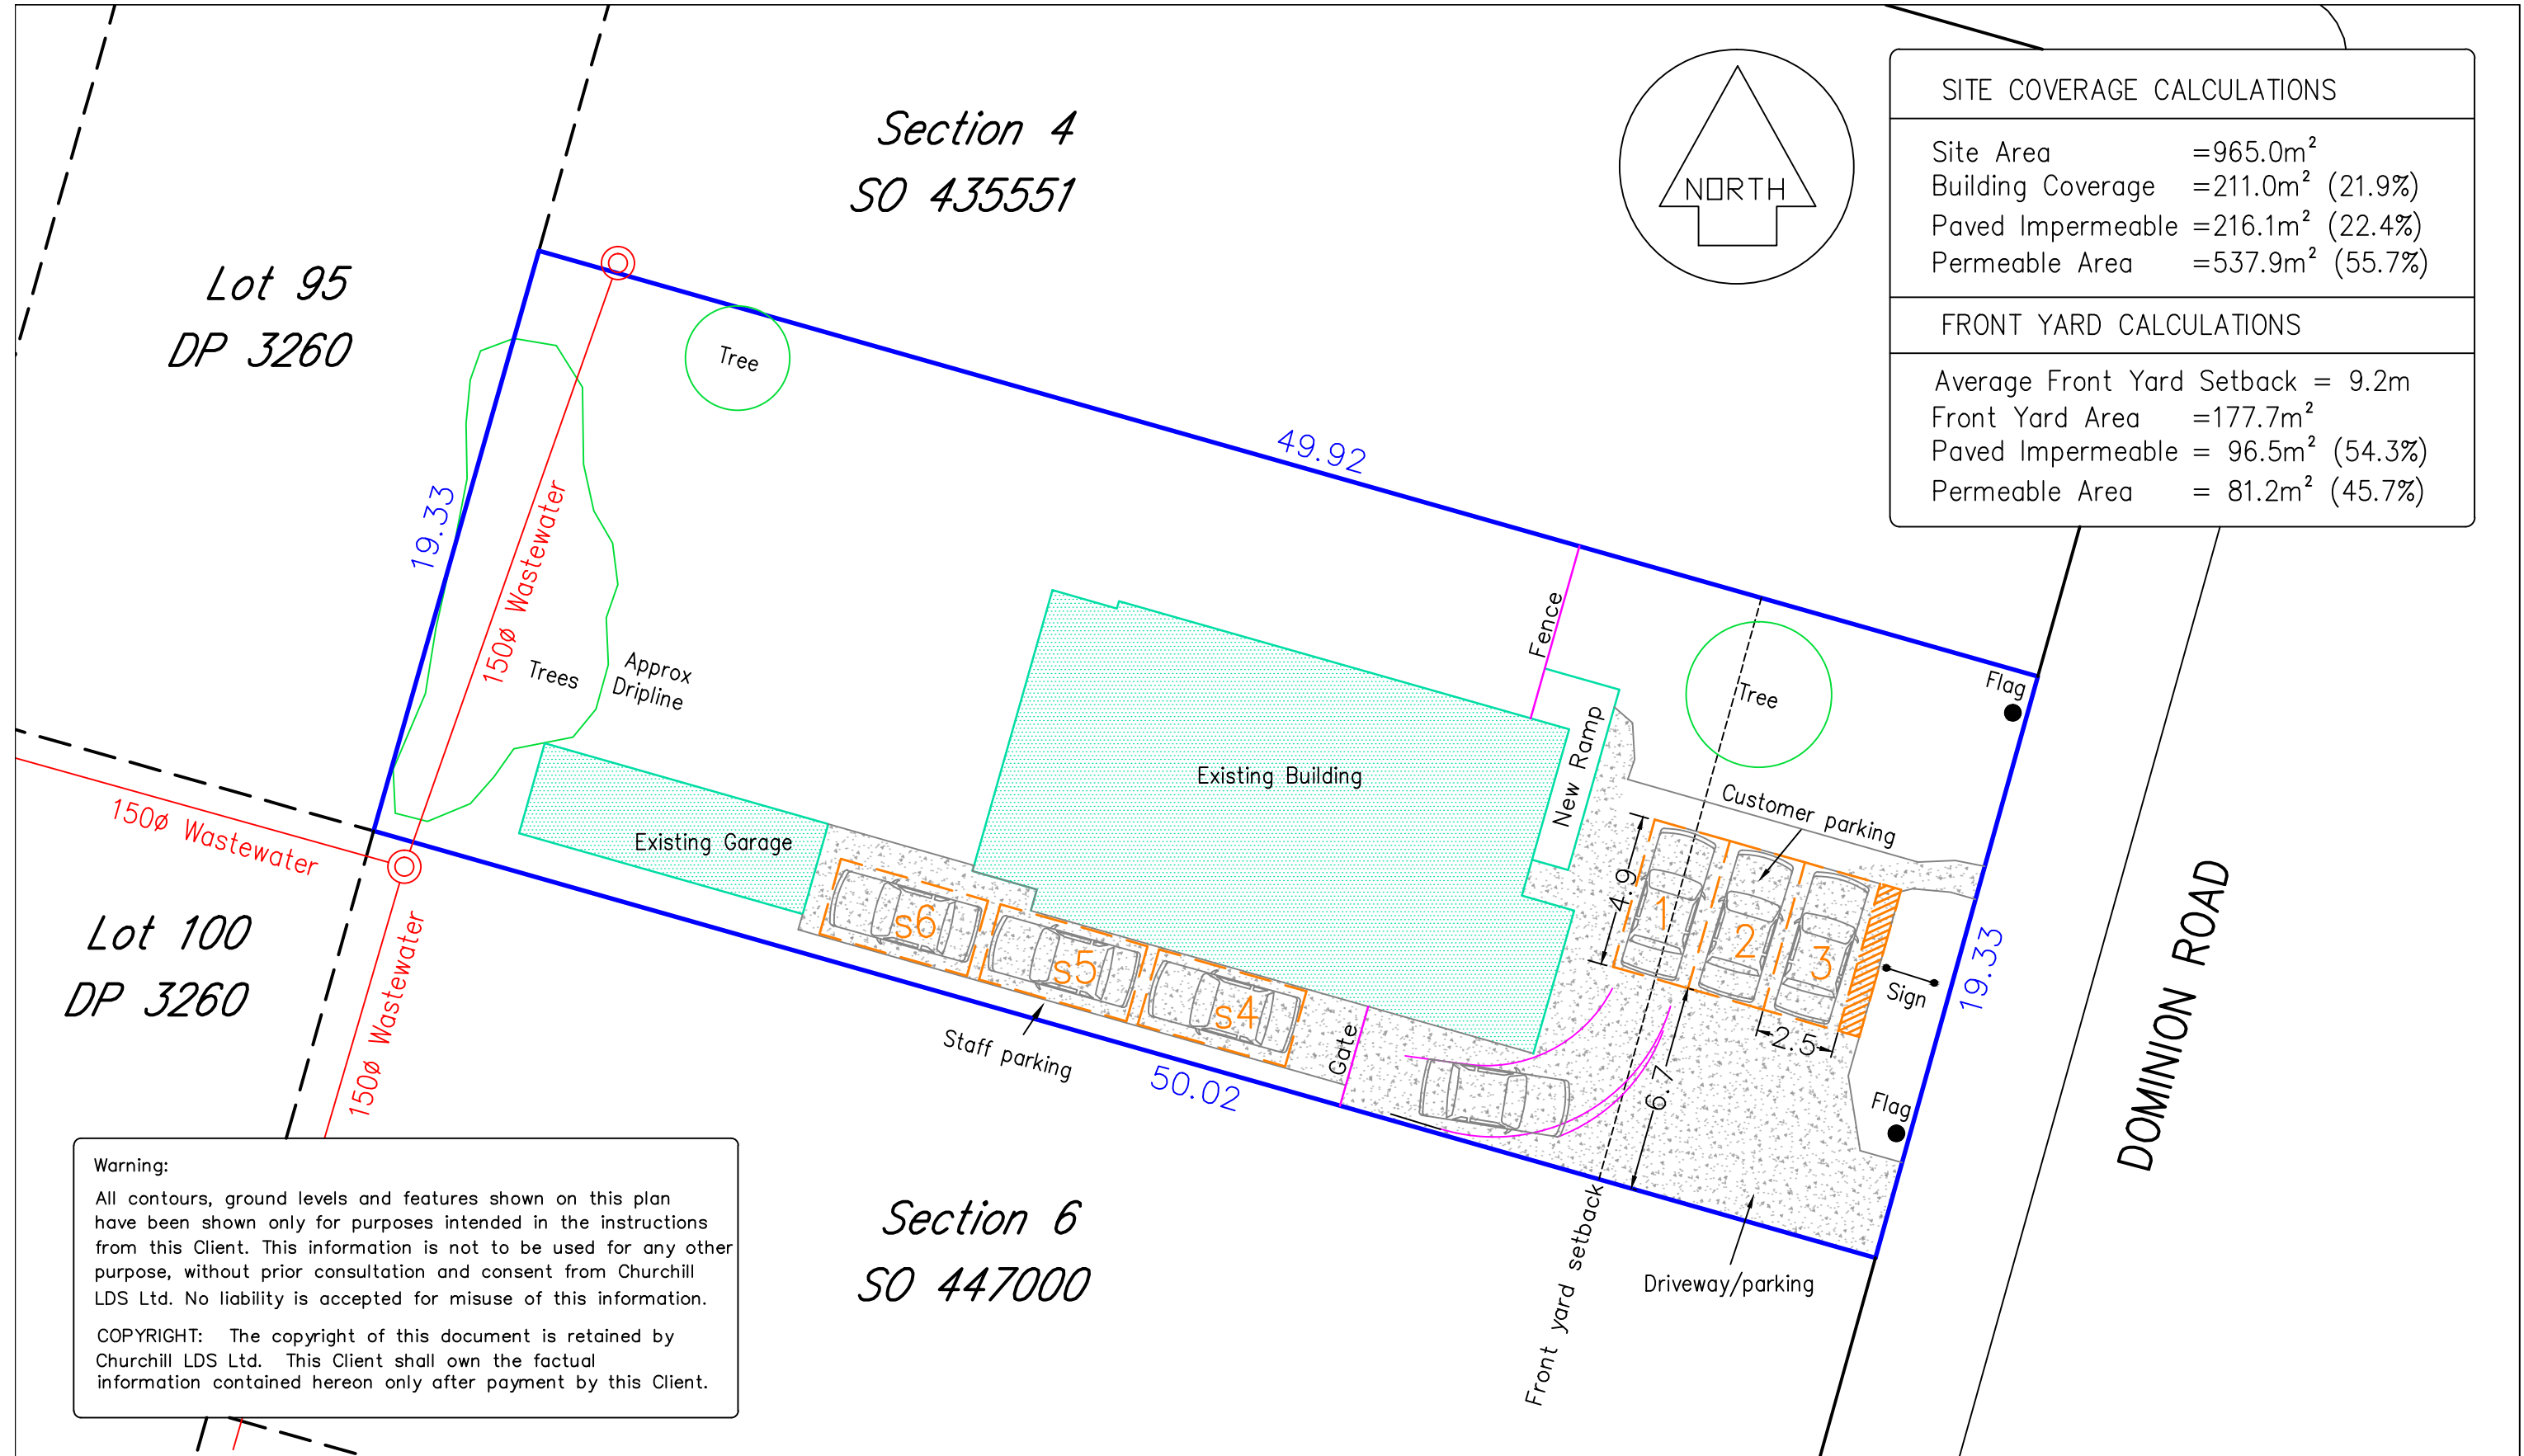 Section 4
SO 435551
Lot 95
DP 3260
NORTH
SITE COVERAGE CALCULATIONS
Site Area =965.0m²
Building Coverage =211.0m² (21.9%)
Paved Impermeable =216.1m² (22.4%)
Permeable Area =537.9m² (55.7%)
FRONT YARD CALCULATIONS
Average Front Yard Setback = 9.2m
Front Yard Area =177.7m²
Paved Impermeable = 96.5m² (54.3%)
Permeable Area = 81.2m² (45.7%)
Tree
49.92
19.33
150ø Wastewater
Trees
Approx
Dripline
Fence
Tree
Flag
New Ramp
Existing Building
Customer parking
Existing Garage
150ø Wastewater
4.9
1
2
3
s6
s5
s4
Sign
19.33
DOMINION ROAD
Lot 100
DP 3260
150ø Wastewater
Staff parking
50.02
Gate
2.5
6.7
Flag
Front yard setback
Driveway/parking
Section 6
SO 447000
Warning:
All contours, ground levels and features shown on this plan
have been shown only for purposes intended in the instructions
from this Client. This information is not to be used for any other
purpose, without prior consultation and consent from Churchill
LDS Ltd. No liability is accepted for misuse of this information.
COPYRIGHT: The copyright of this document is retained by
Churchill LDS Ltd. This Client shall own the factual
information contained hereon only after payment by this Client.